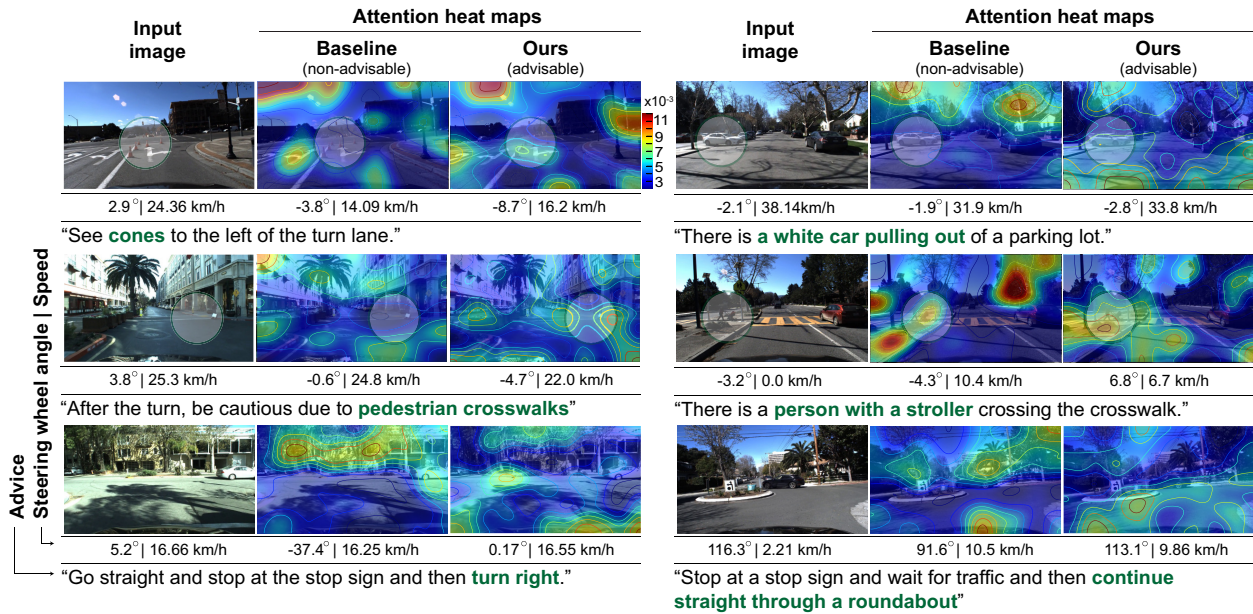 Input image
Attention heat maps
Baseline (non-advisable)
Ours (advisable)
x10-3
11
9
7
5
3
2.9°| 24.36 km/h
-3.8°| 14.09 km/h
-8.7°| 16.2 km/h
“See cones to the left of the turn lane.”
3.8°| 25.3 km/h
-0.6°| 24.8 km/h
-4.7°| 22.0 km/h
“After the turn, be cautious due to pedestrian crosswalks”
5.2°| 16.66 km/h
-37.4°| 16.25 km/h
0.17°| 16.55 km/h
“Go straight and stop at the stop sign and then turn right.”
Advice
Steering wheel angle | Speed
Input image
Attention heat maps
Baseline (non-advisable)
Ours (advisable)
-2.1°| 38.14km/h
-1.9°| 31.9 km/h
-2.8°| 33.8 km/h
“There is a white car pulling out of a parking lot.”
-3.2°| 0.0 km/h
-4.3°| 10.4 km/h
6.8°| 6.7 km/h
“There is a person with a stroller crossing the crosswalk.”
116.3°| 2.21 km/h
91.6°| 10.5 km/h
113.1°| 9.86 km/h
“Stop at a stop sign and wait for traffic and then continue
straight through a roundabout”